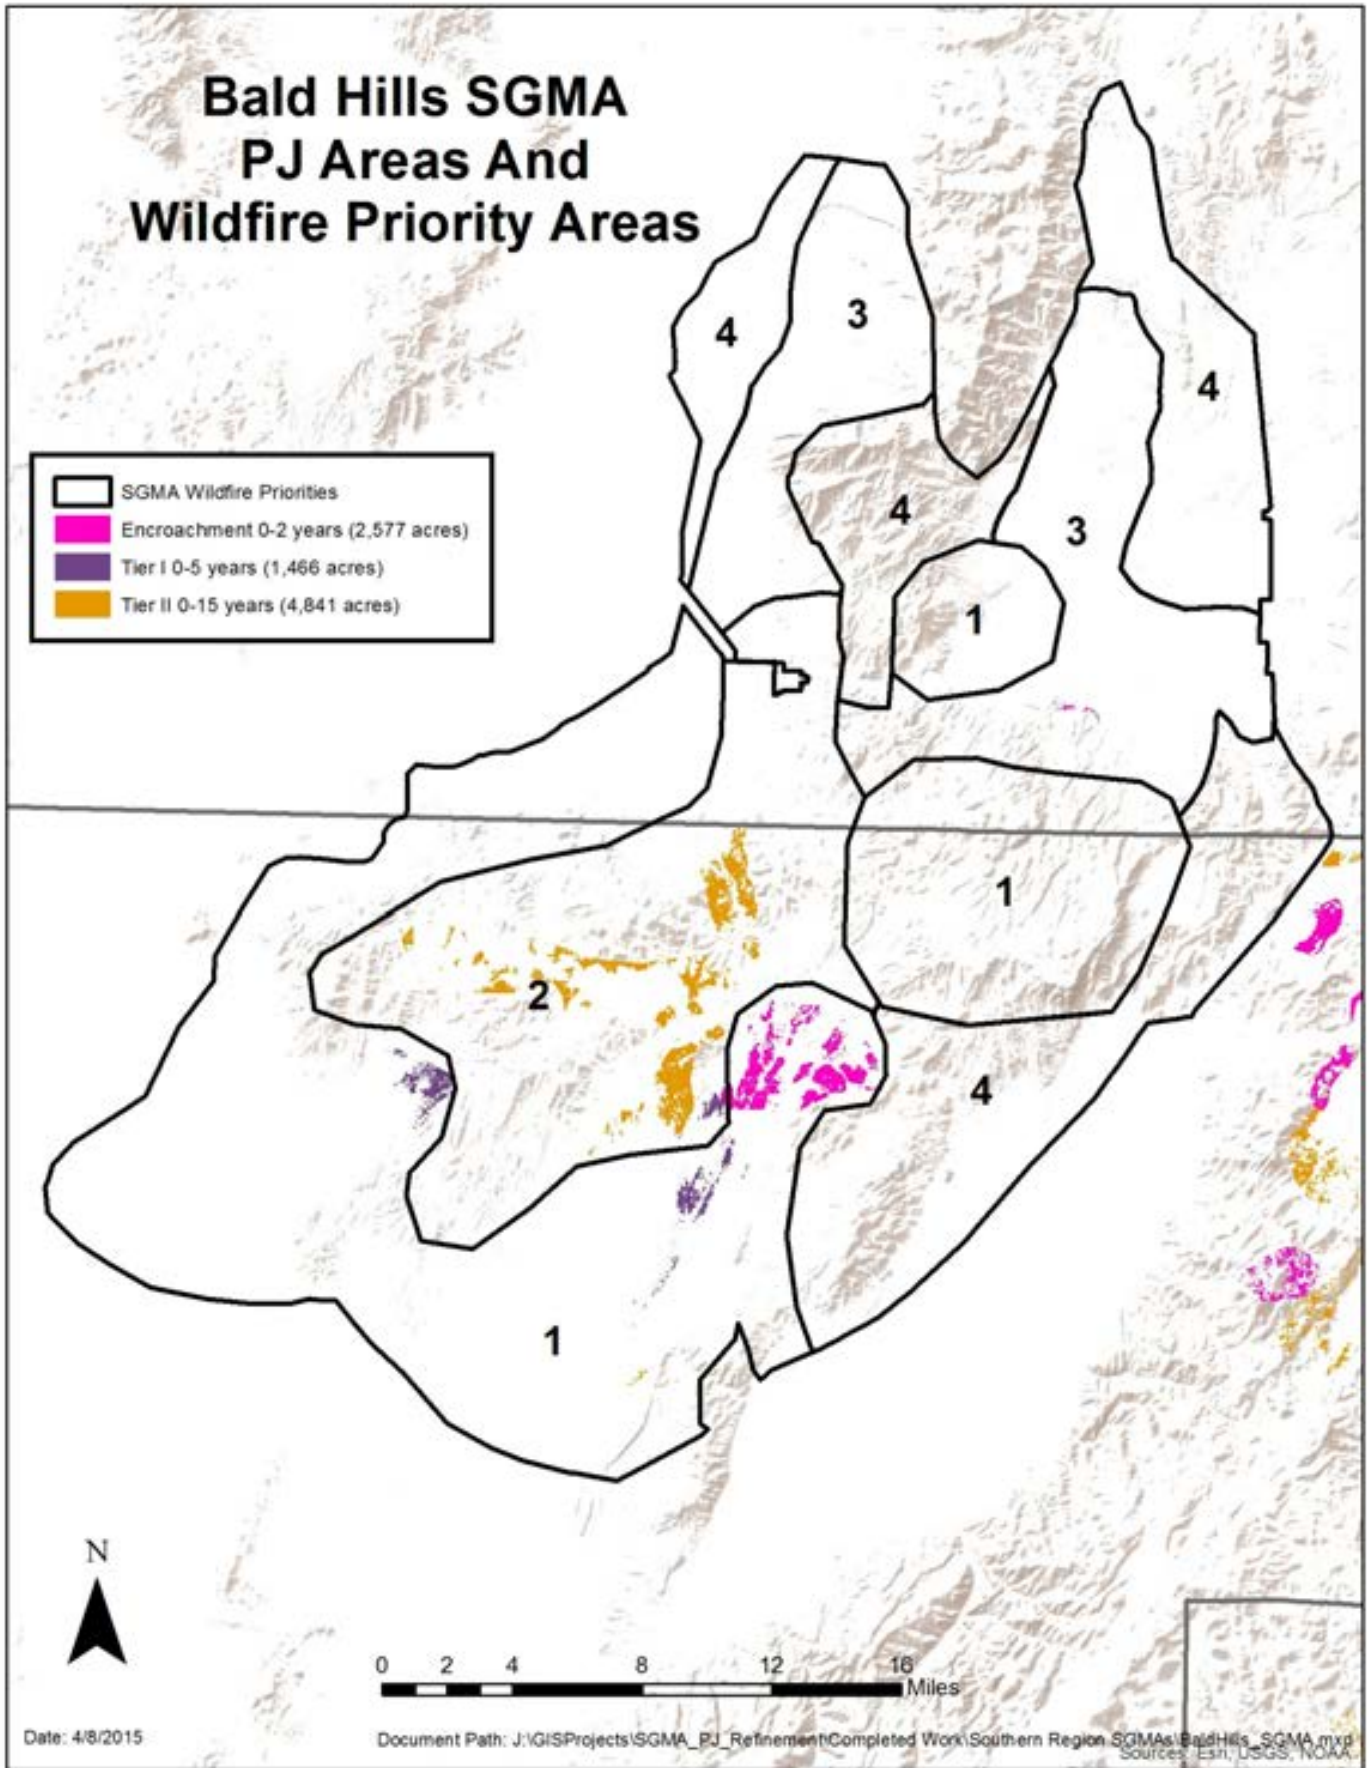 Bald Hills SGMA
PJ Areas And
Wildfire Priority Areas
4
3
4
SGMA Wildfire Priorities
Encroachment 0-2 years (2,577 acres)
Tier I 0-5 years (1,466 acres)
Tier II 0-15 years (4,841 acres)
4
3
1
1
2
4
1
N
0 2 4 8 12 16
Miles
Date: 4/8/2015
Document Path: J:\GISProjects\SGMA_PJ_Refinement\Completed Work\Southern Region SGMAs\BaldHills_SGMA.mxd
Sources: Esri, USGS, NOAA